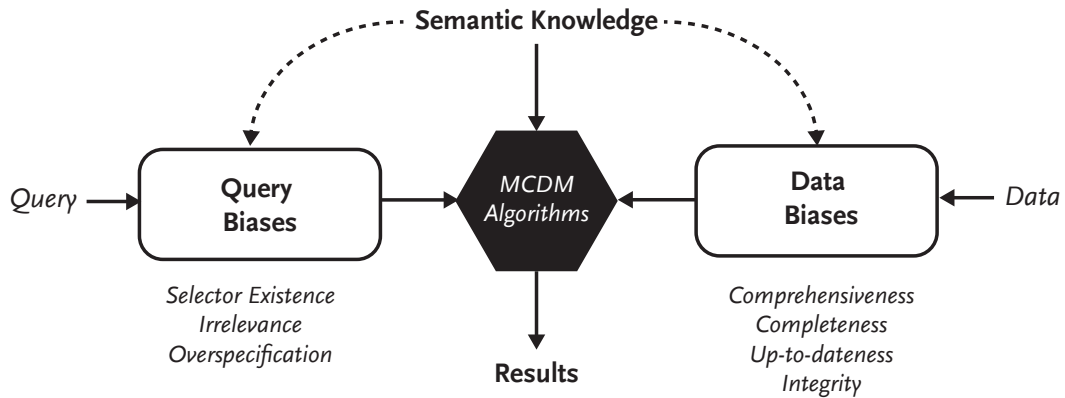 Semantic Knowledge
Query
Query
Biases
MCDM
Algorithms
Data
Biases
Data
Selector Existence
Irrelevance
Overspecification
Comprehensiveness
Completeness
Up-to-dateness
Integrity
Results